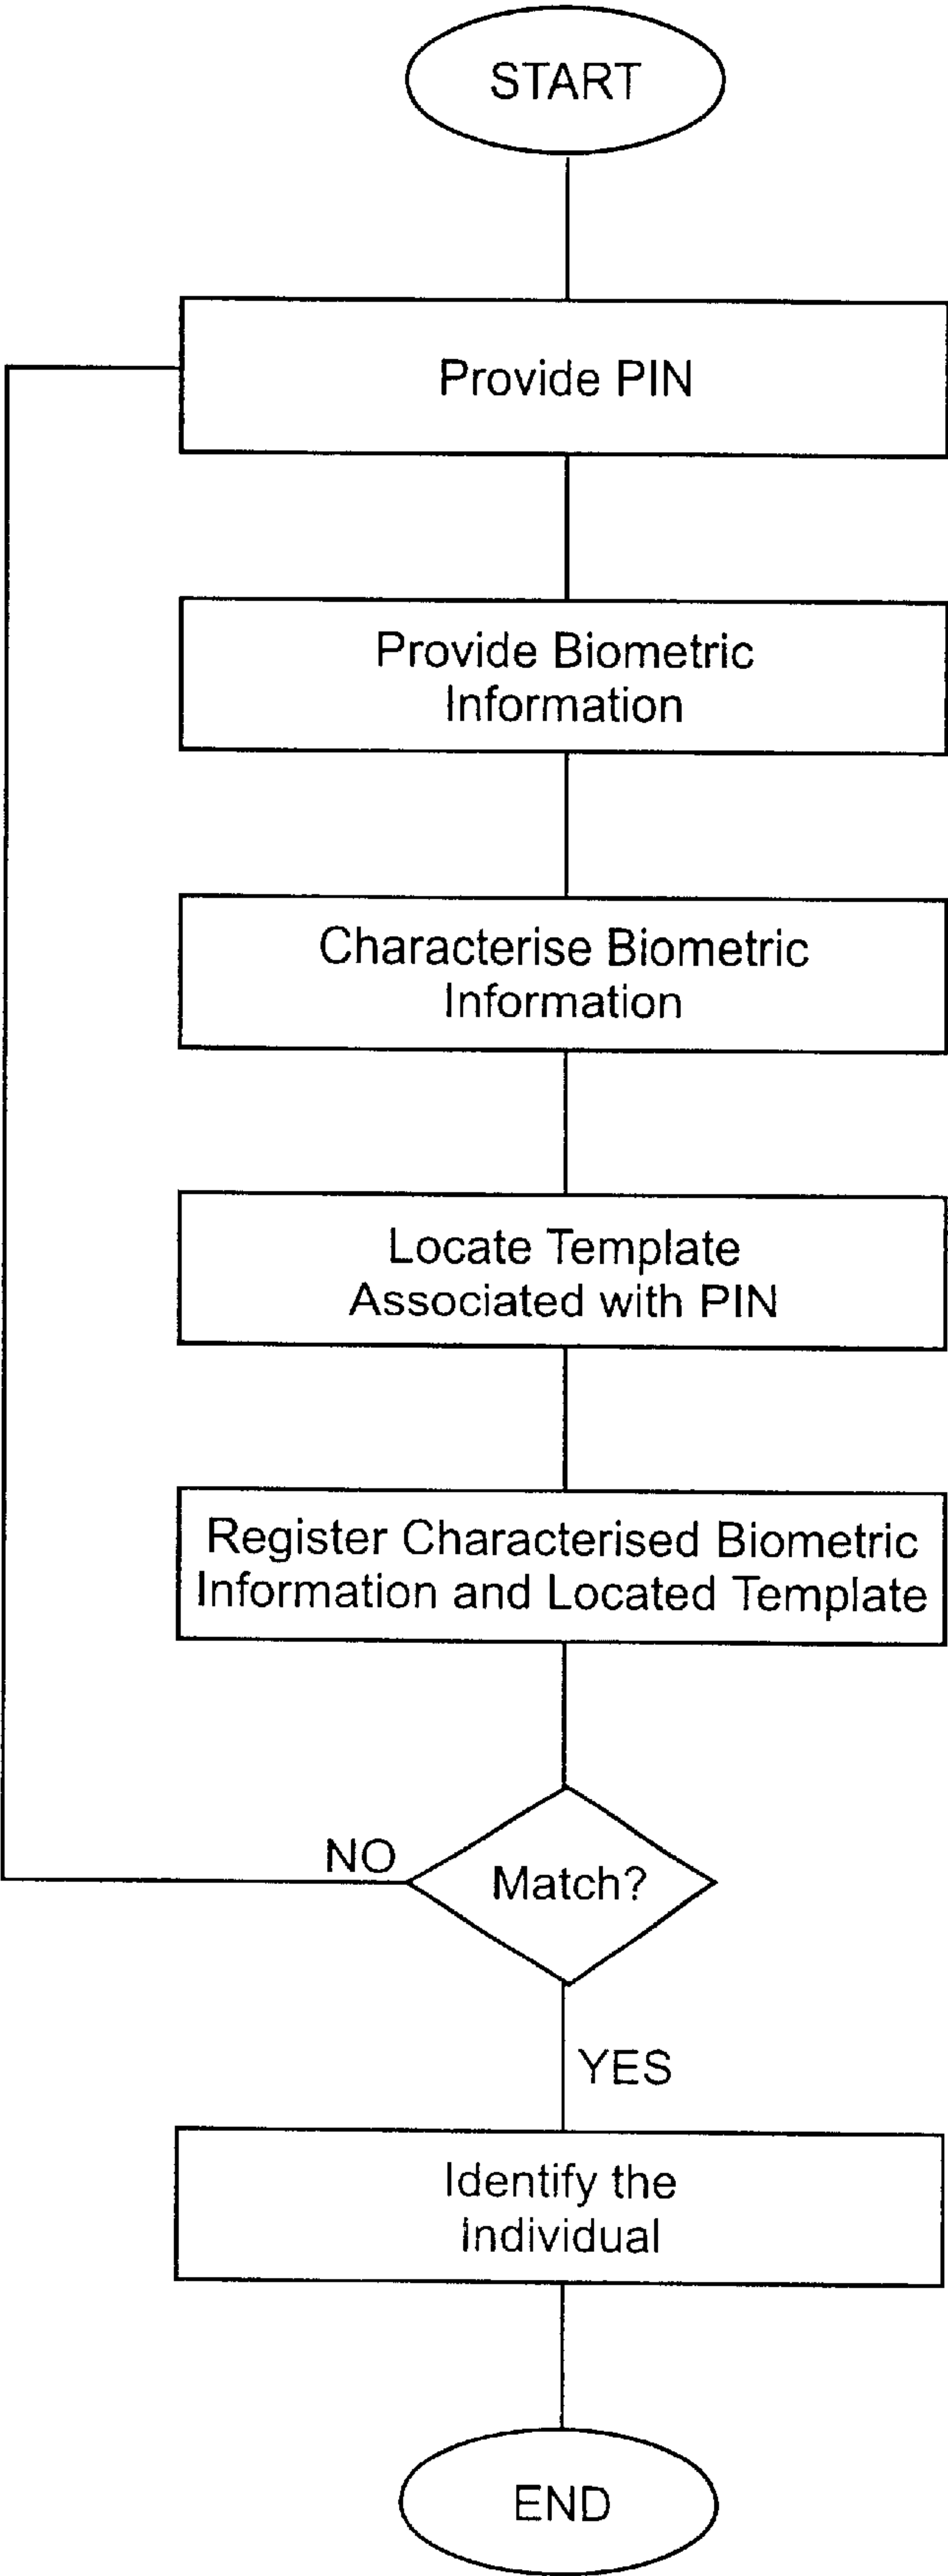 START
Provide PIN
Provide Biometric
Information
Characterise Biometric
Information
Locate Template
Associated with PIN
Register Characterised Biometric
Information and Located Template
NO
Match?
YES
Identify the
Individual
END